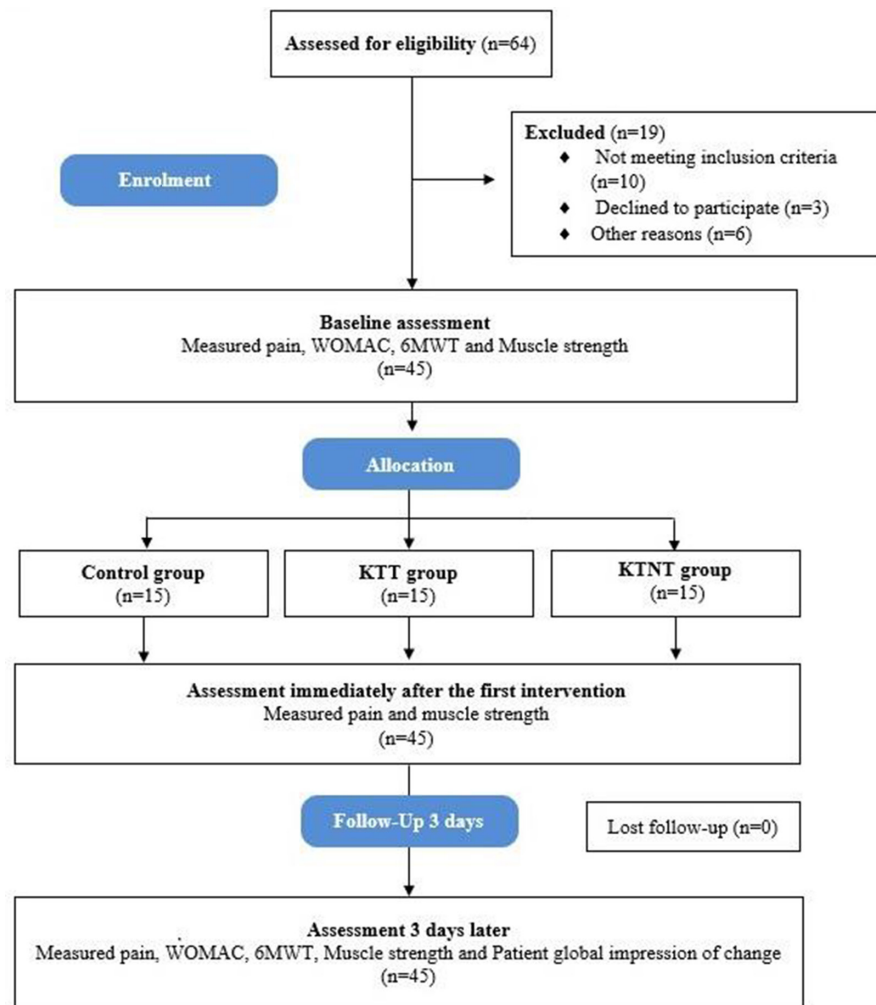 Assessed for eligibility (n=64)
Excluded (n=19)
♦ Not meeting inclusion criteria
(n=10)
♦ Declined to participate (n=3)
♦ Other reasons (n=6)
Enrolment
Baseline assessment
Measured pain, WOMAC, 6MWT and Muscle strength
(n=45)
Allocation
Control group
(n=15)
KTT group
(n=15)
KTNT group
(n=15)
Assessment immediately after the first intervention
Measured pain and muscle strength
(n=45)
Follow-Up 3 days
Lost follow-up (n=0)
Assessment 3 days later
Measured pain, WOMAC, 6MWT, Muscle strength and Patient global impression of change
(n=45)